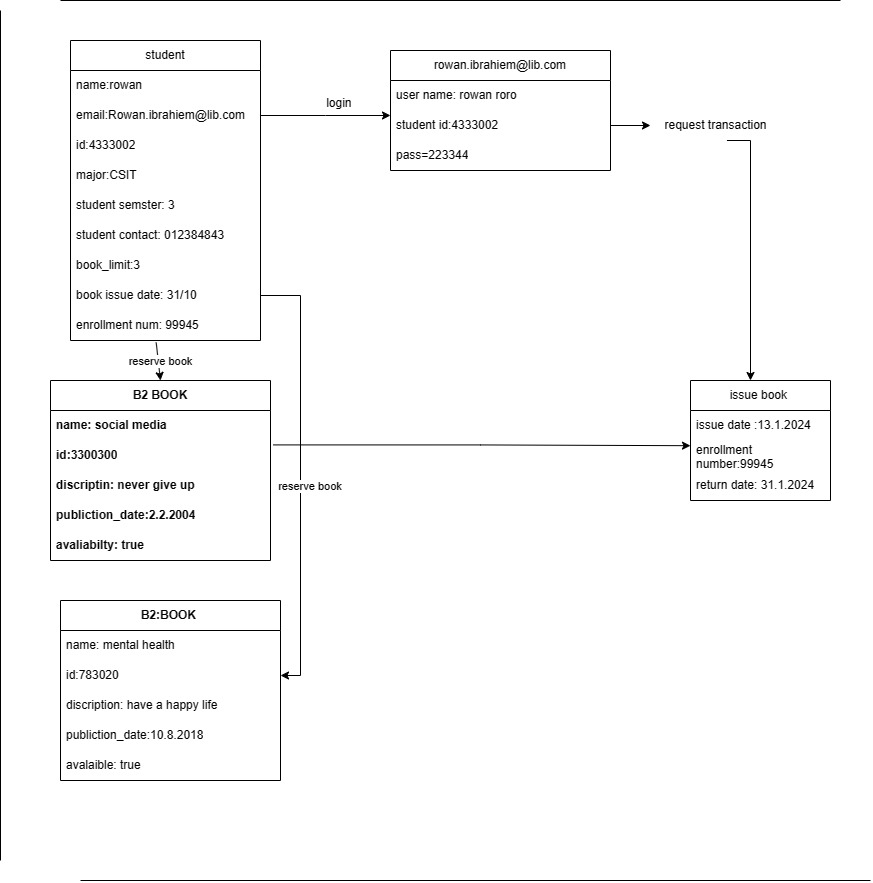 student
name:rowan
email:Rowan.ibrahiem@lib.com
id:4333002
major:CSIT
student semster: 3
student contact: 012384843
book_limit:3
book issue date: 31/10
enrollment num: 99945
login
rowan.ibrahiem@lib.com
user name: rowan roro
student id:4333002
pass=223344
request transaction
reserve book
B2 BOOK
name: social media
id:3300300
discriptin: never give up
publiction_date:2.2.2004
avaliabilty: true
reserve book
issue book
issue date :13.1.2024
enrollment
number:99945
return date: 31.1.2024
B2:BOOK
name: mental health
id:783020
discription: have a happy life
publiction_date:10.8.2018
avalaible: true